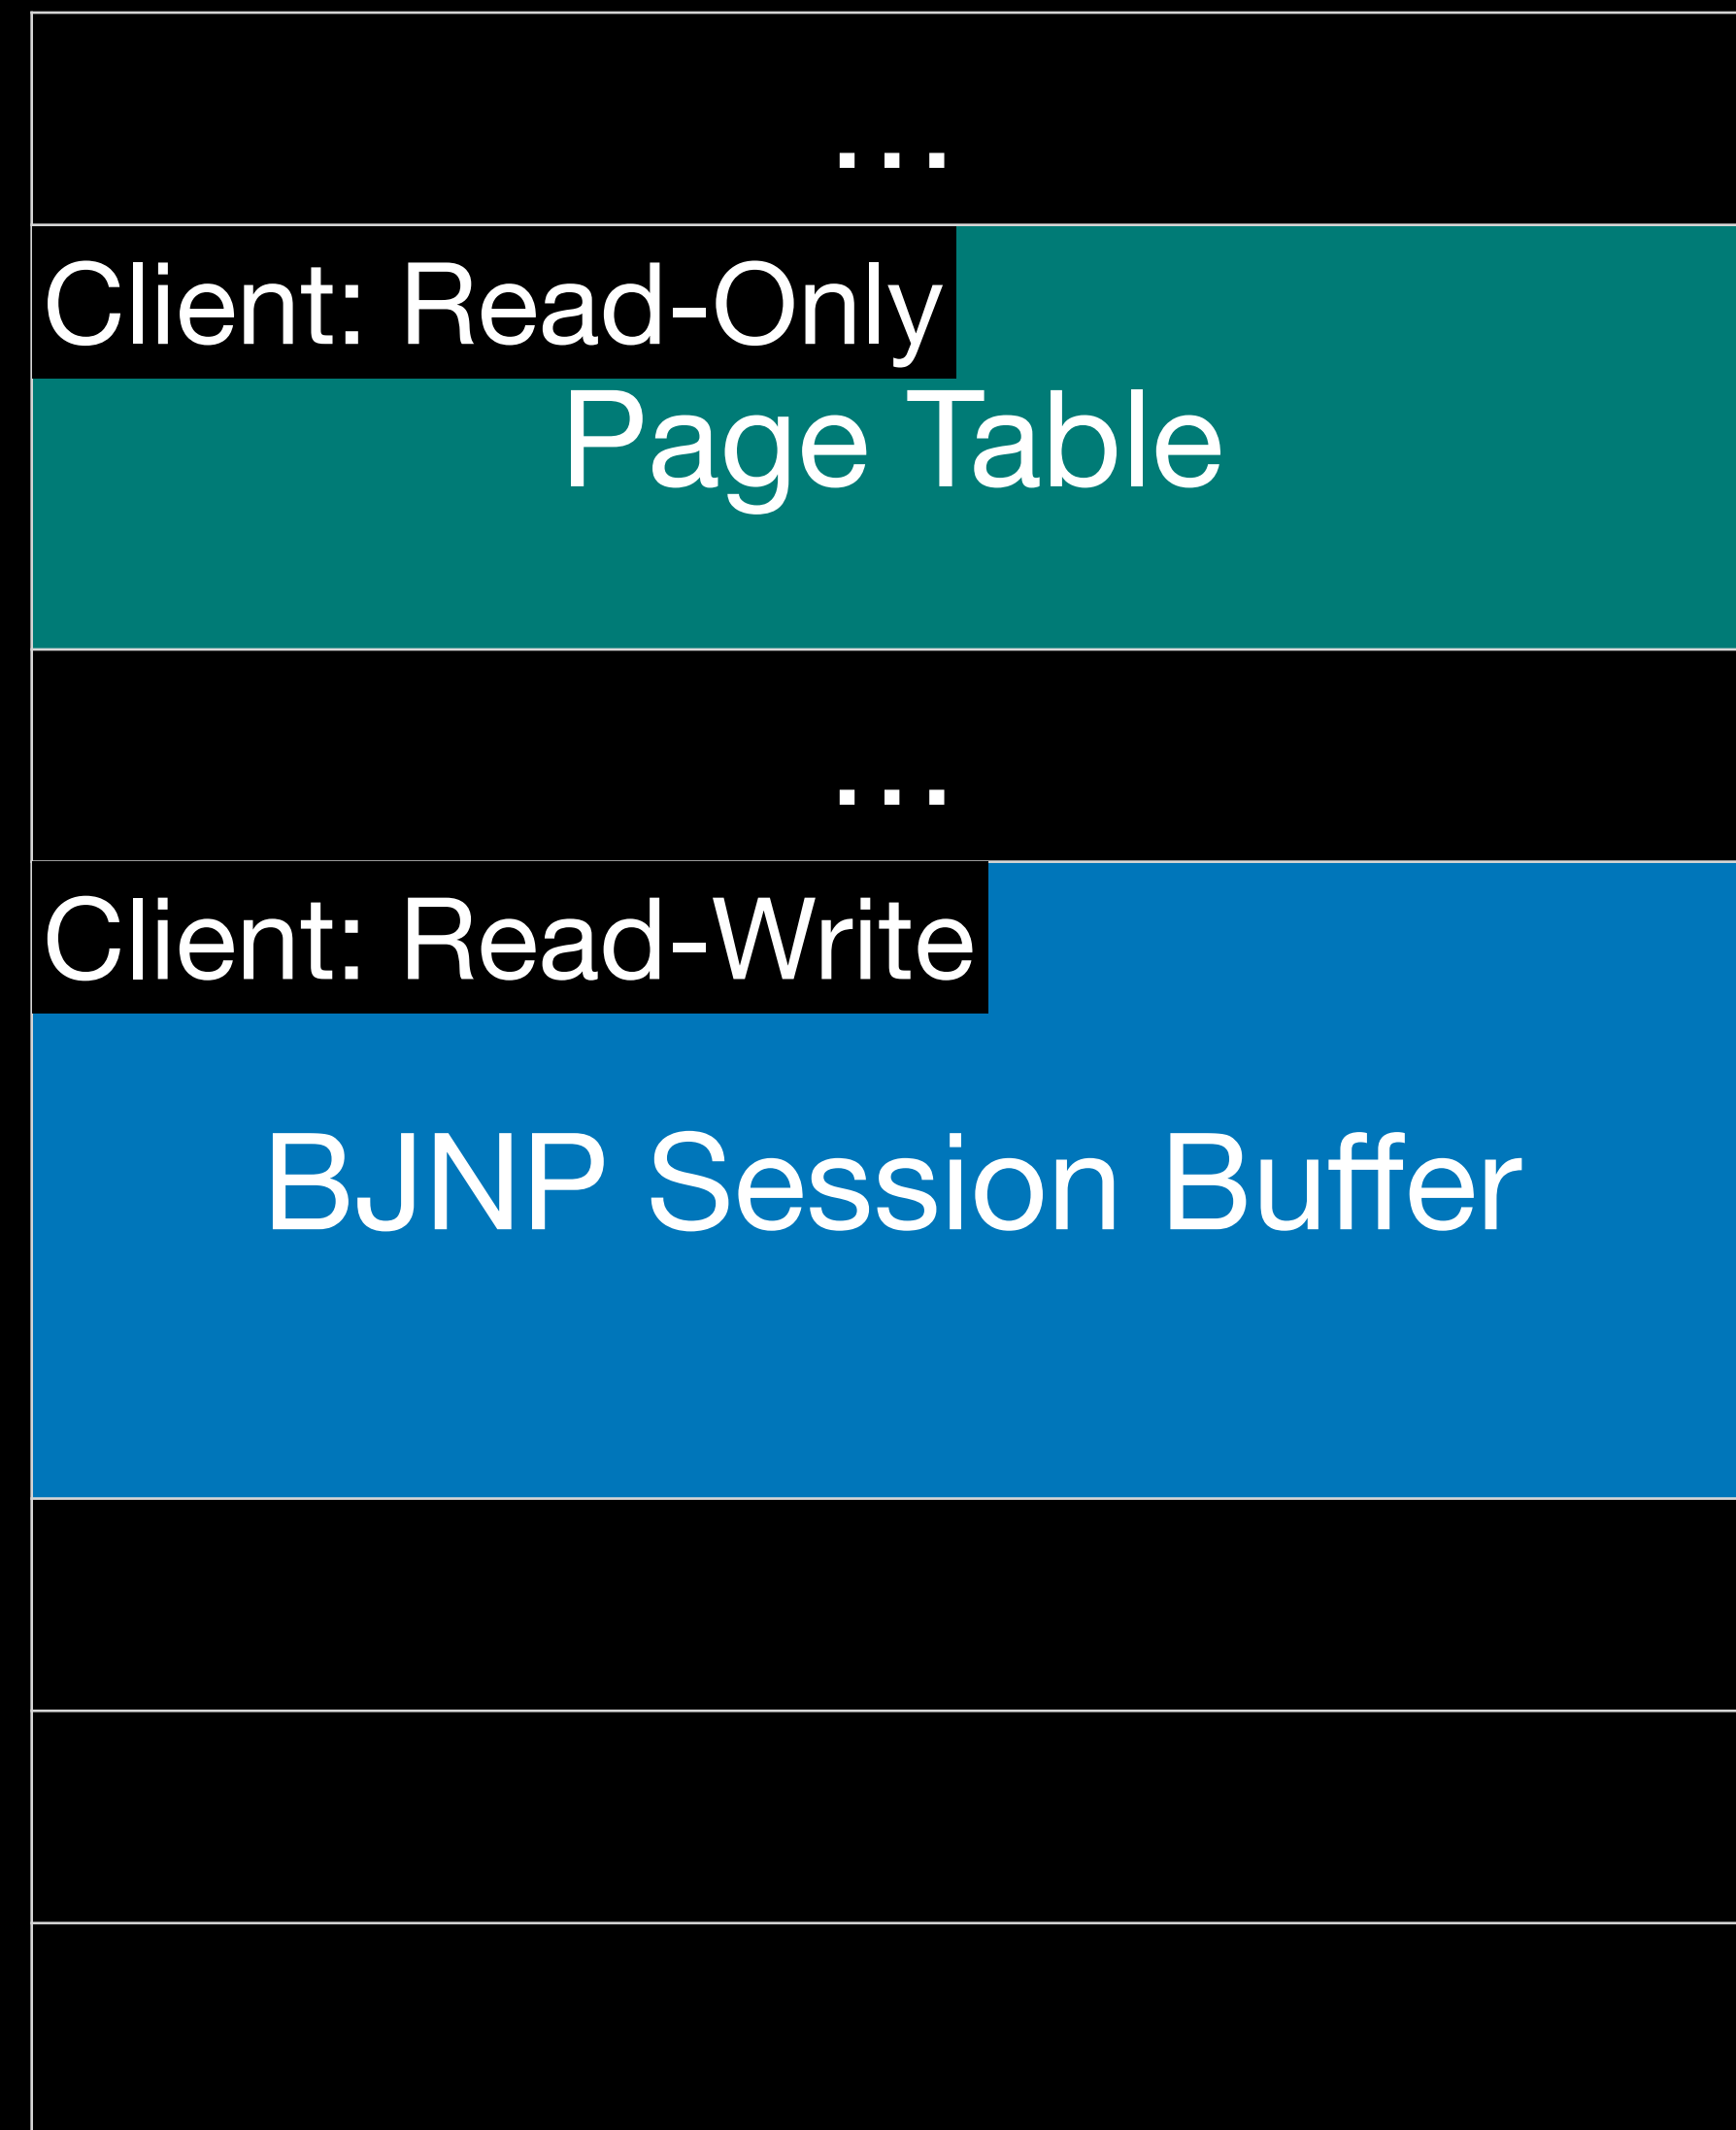 ...
Client: Read-Only
Page Table
...
Client: Read-Write
BJNP Session Buffer